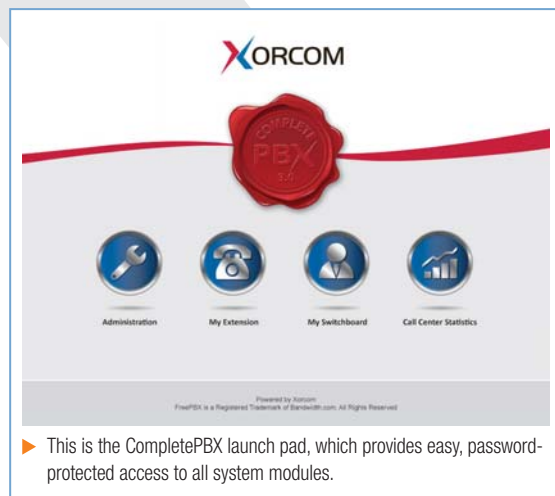 XORCOM
COMPLETE
PBX
3.0
Administration
My Extension
My Switchboard
Call Center Statistics
Powered by Xorcom
FreePBX is a Registered Trademark of Bandwidth.com. All Rights Reserved
This is the CompletePBX launch pad, which provides easy, password-
protected access to all system modules.